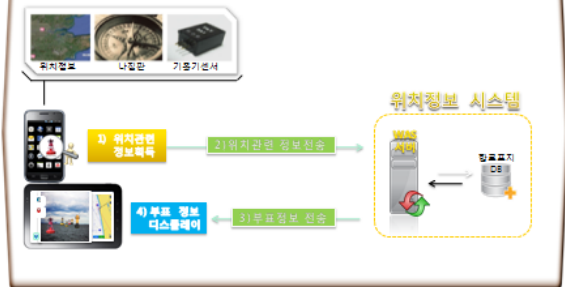 위치정보 나침판 기울기센서
위치정보 시스템
1) 위치관련
정보획득
2)위치관련 정보전송
서버
항로표지
DB
4)부표 정보
디스플레이
3)부표정보 전송